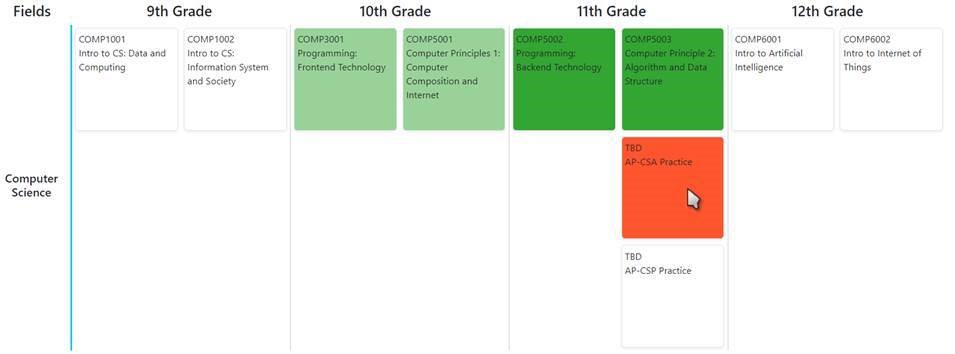 Fields
9th Grade
10th Grade
11th Grade
12th Grade
COMP1001
Intro to CS: Data and
Computing
COMP1002
Intro to CS:
Information System
and Society
COMP3001
Programming:
Frontend Technology
COMP5001
Computer Principles 1:
Computer
Composition and
Internet
COMP5002
Programming:
Backend Technology
COMP5003
Computer Principle 2:
Algorithm and Data
Structure
COMP6001
Intro to Artificial
Intelligence
COMP6002
Intro to Internet of
Things
Computer
Science
TBD
AP-CSA Practice
TBD
AP-CSP Practice